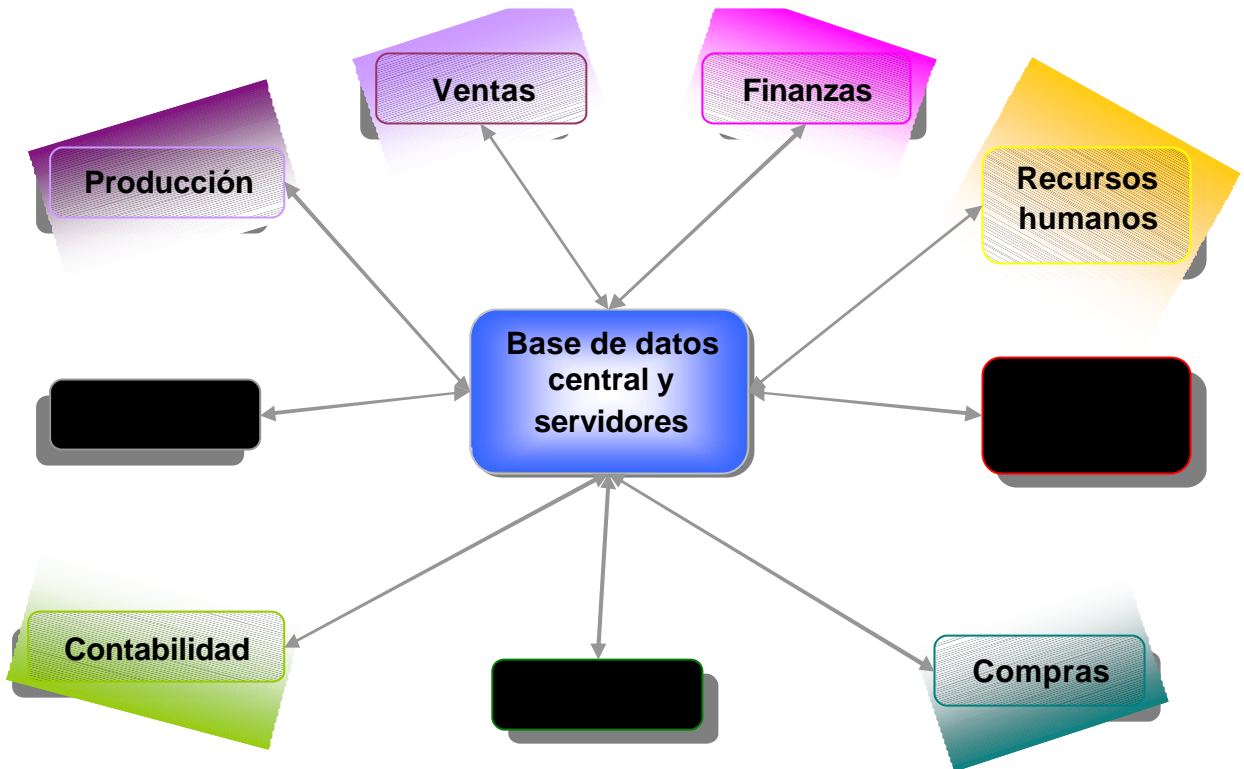 Ventas
Finanzas
Producción
Recursos
humanos
Base de datos
central y
servidores
Contabilidad
Compras